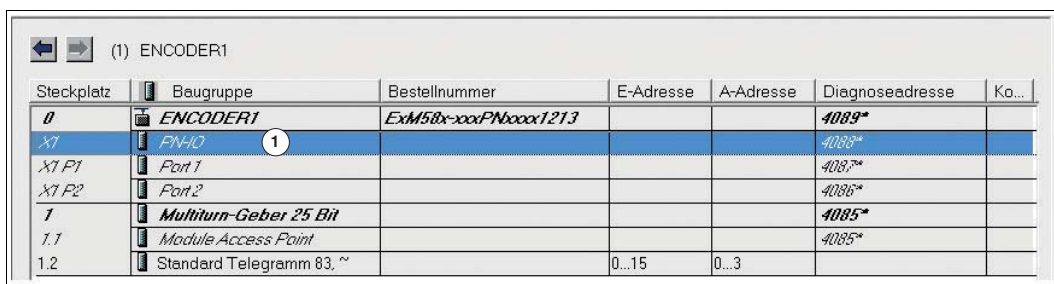 (1) ENCODER1
Steckplatz Baugruppe Bestellnummer E-Adresse A-Adresse Diagnoseadresse Ko...
0 ENCODER1 ExM58x-xxxPNxxxx1213 4089*
X1 PN-IO 1 4088*
X1 P1 Port 1 4087*
X1 P2 Port 2 4086*
1 Multiturn-Geber 25 Bit 4085*
1.1 Module Access Point 4085*
1.2 Standard Telegramm 83, ~ 0...15 0...3